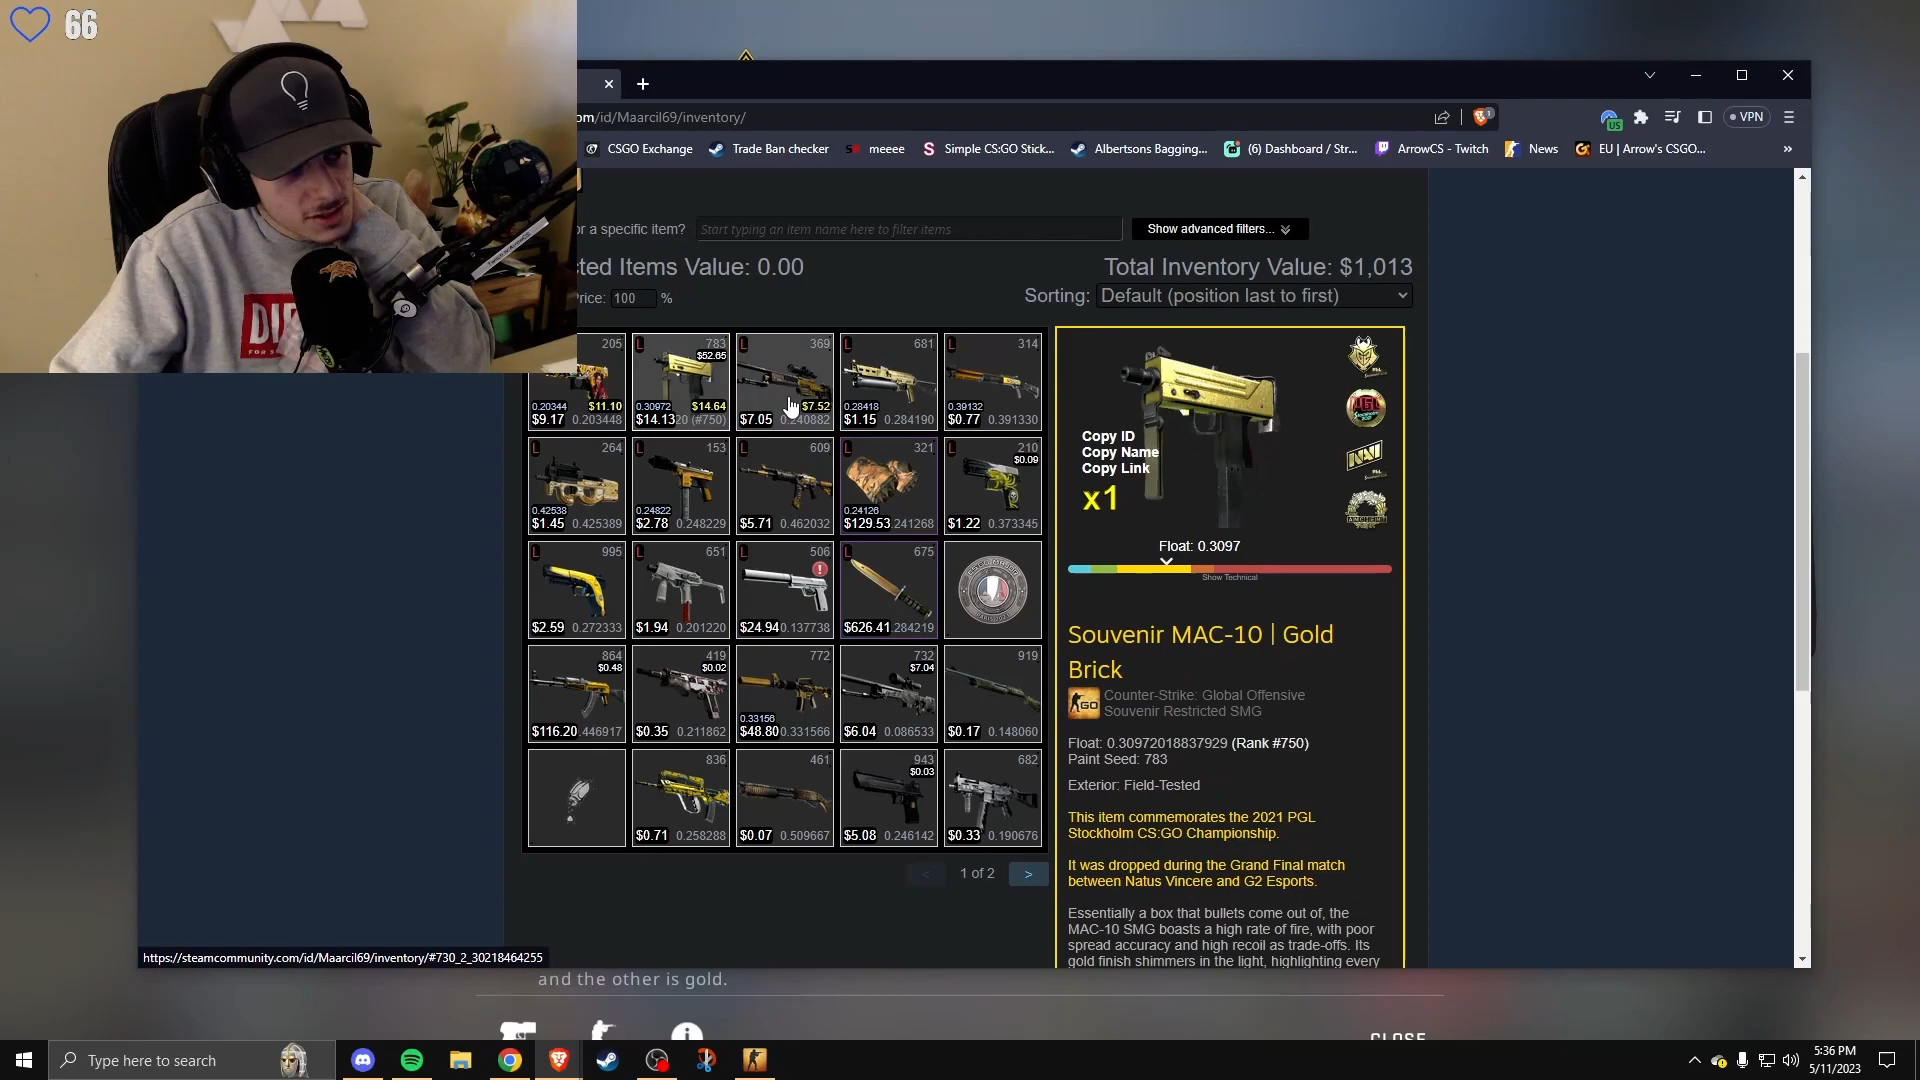 66
om/id/Maarcil69/inventory/
1
US
VPN
CSGO Exchange
Trade Ban checker
meeee
Simple CS:GO Stick...
Albertsons Bagging...
(6) Dashboard / Str...
ArrowCS - Twitch
News
EU | Arrow's CSGO...
or a specific item?
Start typing an item name here to filter items
Show advanced filters...
cted Items Value: 0.00
Total Inventory Value: $1,013
Price: 100 %
Sorting: Default (position last to first)
205
0.20344 $11.10
$9.17 0.203448
L 783
$52.65
0.30972 $14.64
$14.13 20 (#750)
L 369
$7.52
$7.05 0.240882
L 681
0.28418
$1.15 0.284190
L 314
0.39132
$0.77 0.391330
L 264
0.42538
$1.45 0.425389
L 153
0.24822
$2.78 0.248229
L 609
$5.71 0.462032
L 321
0.24126
$129.53 .241268
L 210
$0.09
$1.22 0.373345
L 995
$2.59 0.272333
L 651
$1.94 0.201220
L 506
$24.94 0.137738
L 675
$626.41 .284219
864
$0.48
$116.20 .446917
419
$0.02
$0.35 0.211862
772
0.33156
$48.80 0.331566
732
$7.04
$6.04 0.086533
919
$0.17 0.148060
836
$0.71 0.258288
461
$0.07 0.509667
943
$0.03
$5.08 0.246142
682
$0.33 0.190676
< 1 of 2 >
Copy ID
Copy Name
Copy Link
x1
Float: 0.3097
Show Technical
Souvenir MAC-10 | Gold
Brick
Counter-Strike: Global Offensive
Souvenir Restricted SMG
Float: 0.30972018837929 (Rank #750)
Paint Seed: 783
Exterior: Field-Tested
This item commemorates the 2021 PGL
Stockholm CS:GO Championship.
It was dropped during the Grand Final match
between Natus Vincere and G2 Esports.
Essentially a box that bullets come out of, the
MAC-10 SMG boasts a high rate of fire, with poor
spread accuracy and high recoil as trade-offs. Its
gold finish shimmers in the light, highlighting every
https://steamcommunity.com/id/Maarcil69/inventory/#730_2_30218464255
and the other is gold.
CLOSE
Type here to search
5:36 PM
5/11/2023